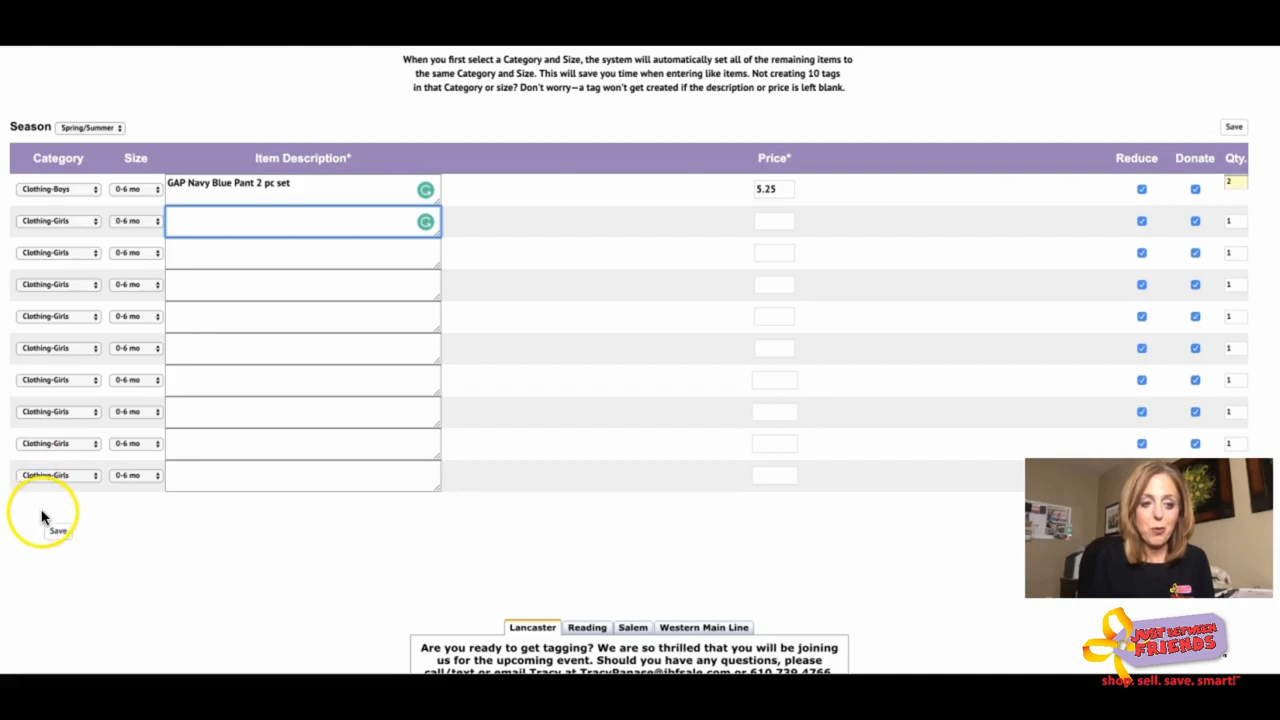 When you first select a Category and Size, the system will automatically set all of the remaining items to
the same Category and Size. This will save you time when entering like items. Not creating 10 tags
in that Category or size? Don't worry—a tag won't get created if the description or price is left blank.
Season Spring/Summer Save
Category Size Item Description* Price* Reduce Donate Qty.
Clothing-Boys 0-6 mo GAP Navy Blue Pant 2 pc set 5.25 2
Clothing-Girls 0-6 mo 1
Clothing-Girls 0-6 mo 1
Clothing-Girls 0-6 mo 1
Clothing-Girls 0-6 mo 1
Clothing-Girls 0-6 mo 1
Clothing-Girls 0-6 mo 1
Clothing-Girls 0-6 mo 1
Clothing-Girls 0-6 mo 1
Clothing-Girls 0-6 mo
Save
Lancaster Reading Salem Western Main Line
Are you ready to get tagging? We are so thrilled that you will be joining
us for the upcoming event. Should you have any questions, please
call/text or email Tracy at
JUST BETWEEN
FRIENDS
shop. sell. save. smart!